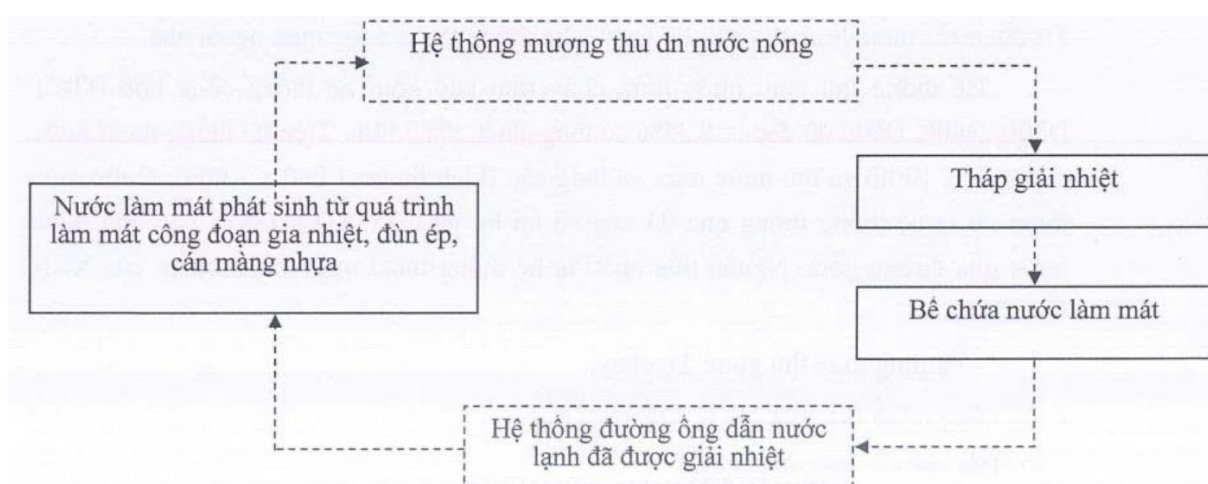 Hệ thống mương thu dn nước nóng
Tháp giải nhiệt
Nước làm mát phát sinh từ quá trình
làm mát công đoạn gia nhiệt, đùn ép,
cán màng nhựa
Bể chứa nước làm mát
Hệ thống đường ống dẫn nước
lạnh đã được giải nhiệt